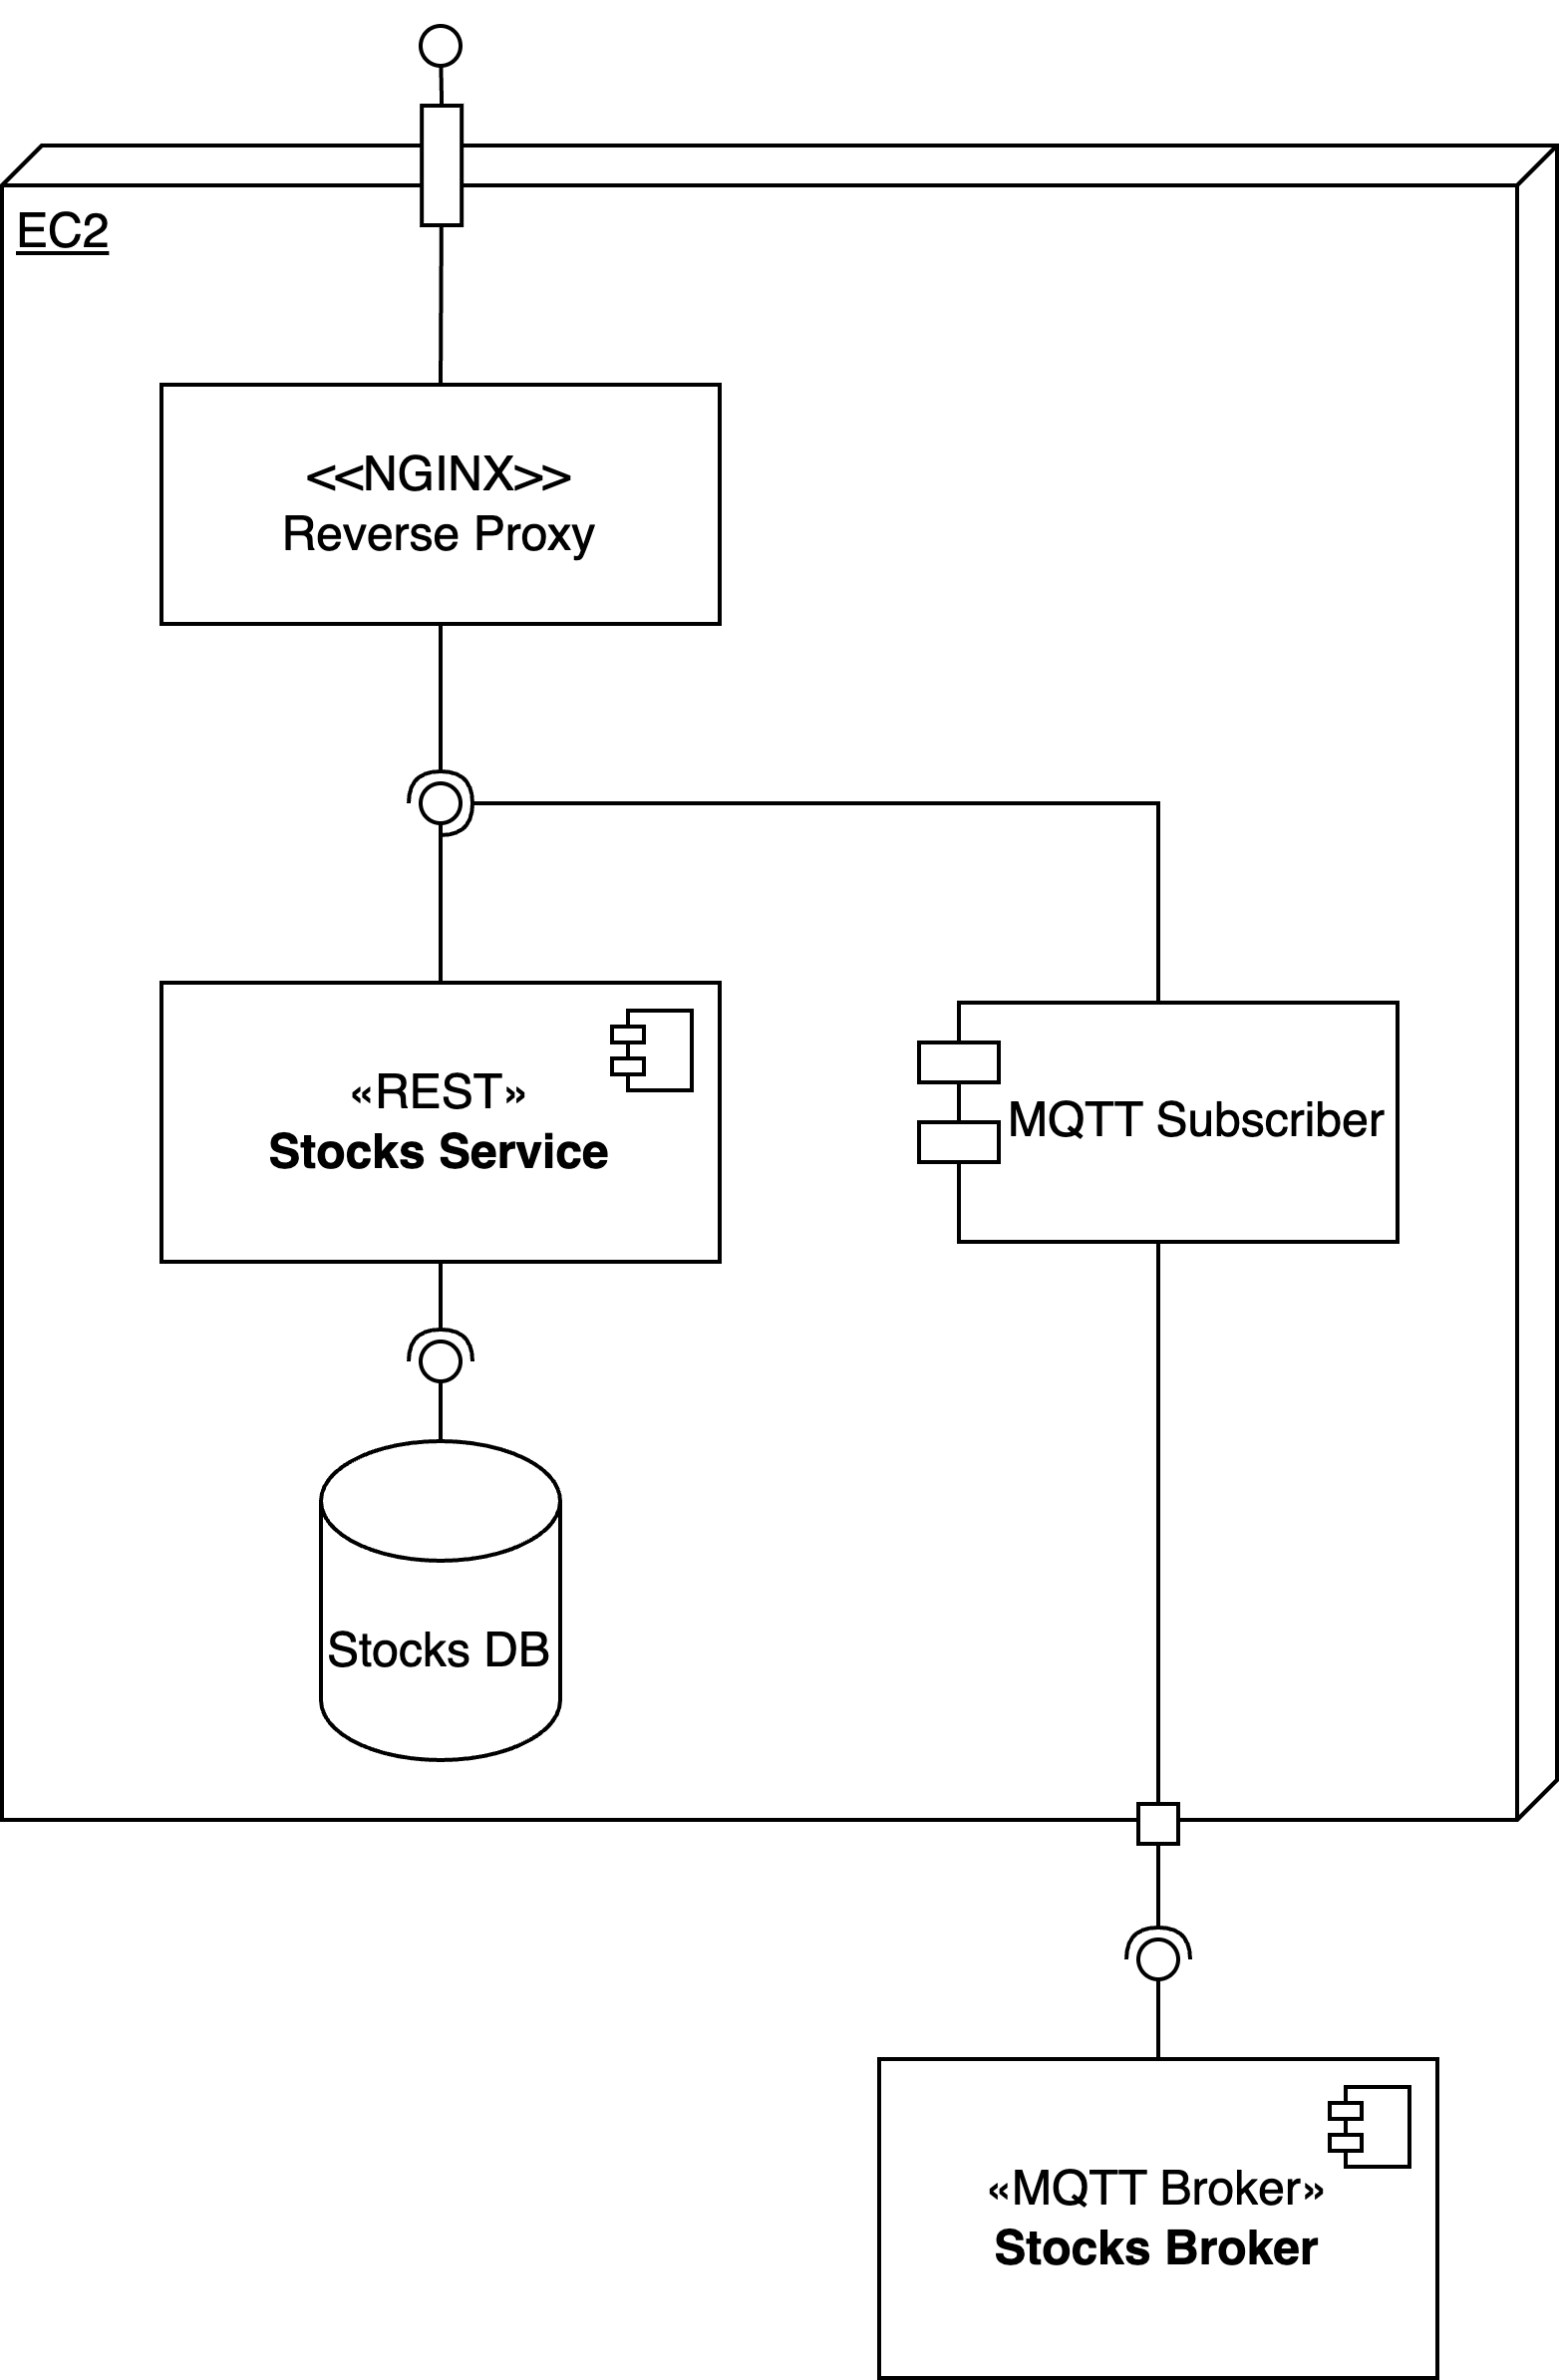 EC2
<<NGINX>>
Reverse Proxy
«REST»
Stocks Service
MQTT Subscriber
Stocks DB
«MQTT Broker»
Stocks Broker